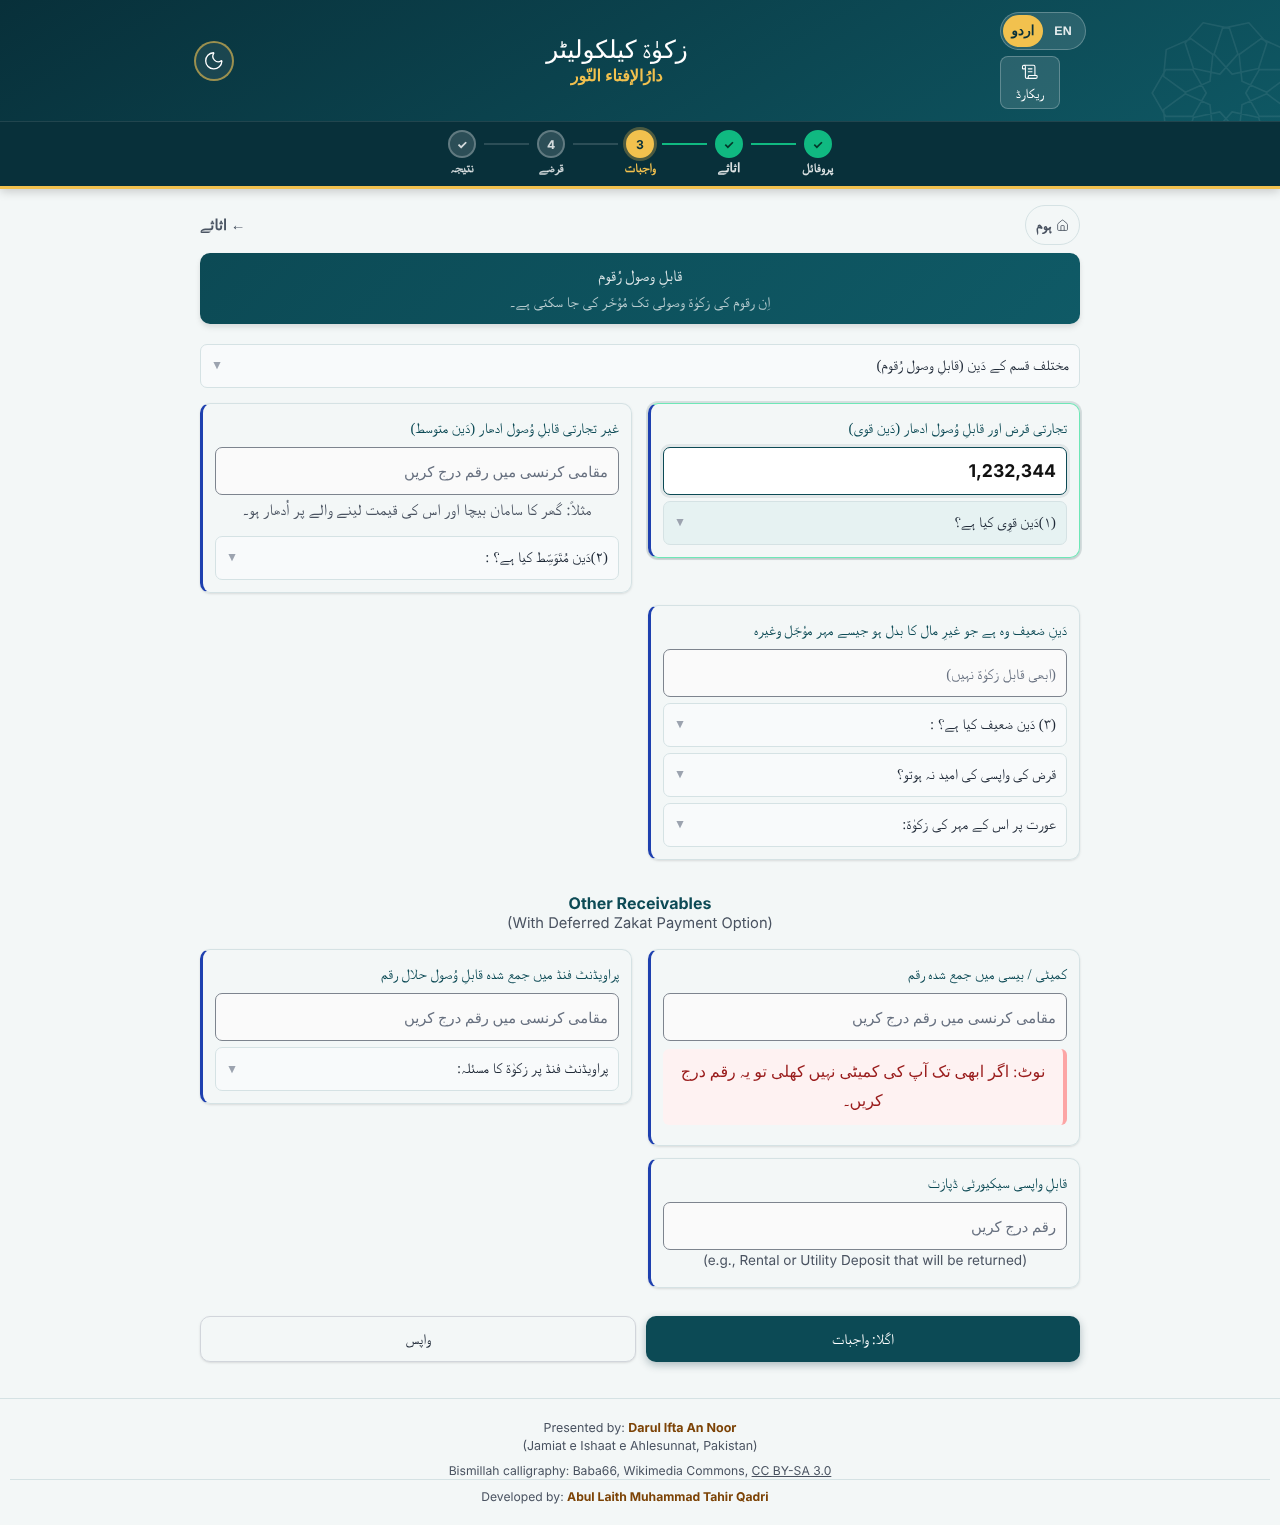 EN
اردو
ریکارڈ
زکوٰۃ کیلکولیٹر
دارُالإفتاء النّور
پروفائل
اثاثے
3
واجبات
4
قرضے
نتیجہ
ہوم
← اثاثے
قابلِ وصول رُقوم
اِن رقوم کی زکوٰۃ وصولی تک مُؤخّر کی جا سکتی ہے۔
مختلف قسم کے دَین (قابلِ وصول رُقوم)
تجارتی قرض اور قابلِ وُصول ادھار (دَین قوی)
1,232,344
(۱)دَین قوِی کیا ہے؟
غیر تجارتی قابلِ وُصول ادھار (دَین متوسط)
مقامی کرنسی میں رقم درج کریں
مثلاً: گھر کا سامان بیچا اور اس کی قیمت لینے والے پر اُدھار ہو۔
(۲)دَین مُتَوَسِّط کیا ہے؟ :
دَینِ ضعیف وہ ہے جو غیرِ مال کا بدل ہو جیسے مہر مؤجّل وغیرہ
(ابھی قابل زکوٰۃ نہیں)
(۳) دَین ضعیف کیا ہے؟ :
قرض کی واپسی کی امید نہ ہوتو؟
عورت پر اس کے مہر کی زکوٰۃ:
Other Receivables
(With Deferred Zakat Payment Option)
کمیٹی / بیسی میں جمع شدہ رقم
مقامی کرنسی میں رقم درج کریں
نوٹ: اگر ابھی تک آپ کی کمیٹی نہیں کھلی تو یہ رقم درج
کریں۔
پراویڈنٹ فنڈ میں جمع شدہ قابلِ وُصول حلال رقم
مقامی کرنسی میں رقم درج کریں
پراویڈنٹ فنڈ پر زکوٰۃ کا مسئلہ:
قابلِ واپسی سیکیورٹی ڈپازٹ
رقم درج کریں
(e.g., Rental or Utility Deposit that will be returned)
اگلا: واجبات
واپس
Presented by: Darul Ifta An Noor
(Jamiat e Ishaat e Ahlesunnat, Pakistan)
Bismillah calligraphy: Baba66, Wikimedia Commons, CC BY-SA 3.0
Developed by: Abul Laith Muhammad Tahir Qadri